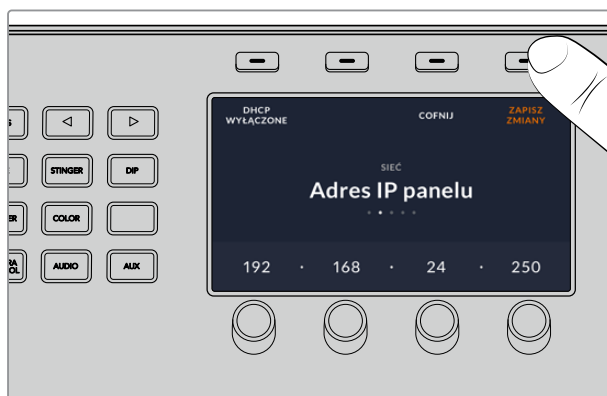 DHCP
WYŁĄCZONE
COFNIJ
ZAPISZ
ZMIANY
SIEĆ
Adres IP panelu
192 · 168 · 24 · 250
STINGER
DIP
COLOR
AUDIO
AUX